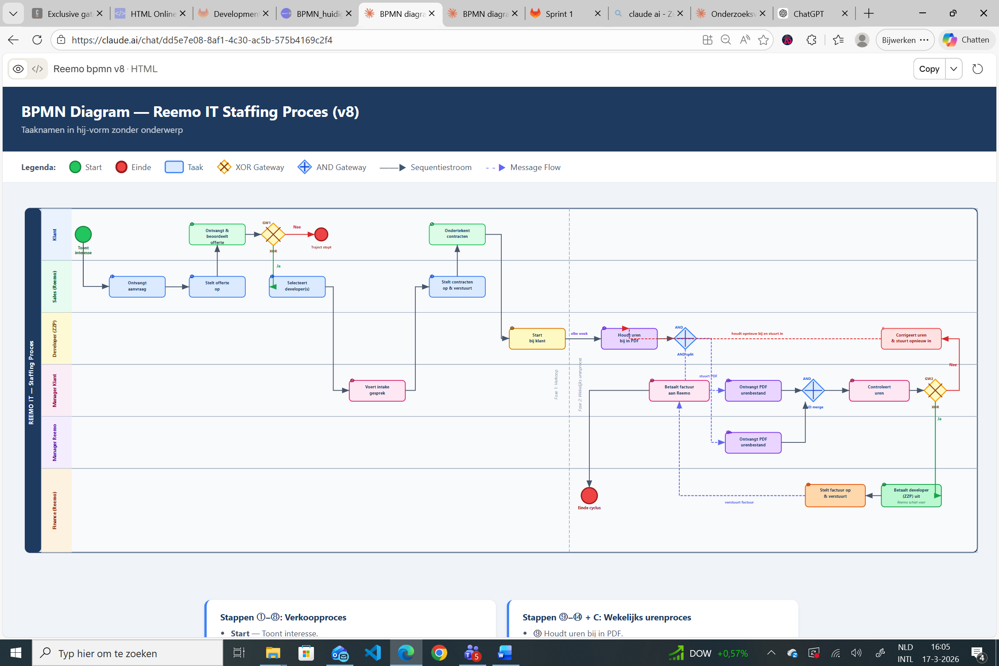 Exclusive gat
HTML Online
Development
BPMN_huidig
BPMN diagra
BPMN diagra
Sprint 1
claude ai - Zo
Onderzoeksv
ChatGPT
https://claude.ai/chat/dd5e7e08-8af1-4c30-ac5b-575b4169c2f4
Bijwerken
Chatten
Reemo bpmn v8 · HTML
Copy
BPMN Diagram — Reemo IT Staffing Proces (v8)
Taaknamen in hij-vorm zonder onderwerp
Legenda:
Start
Einde
Taak
XOR Gateway
AND Gateway
Sequentiestroom
Message Flow
REEMO IT — Staffing Proces
Klant
Toont
interesse
Ontvangt &
beoordeelt
offerte
GW1
XOR
Nee
Traject stopt
Ja
Ondertekent
contracten
Sales (Reemo)
Ontvangt
aanvraag
Stelt offerte
op
Selecteert
developer(s)
Stelt contracten
op & verstuurt
Developer (ZZP)
Start
bij klant
elke week
Houdt uren
bij in PDF
AND
AND split
houdt opnieuw bij en stuurt in
C
Corrigeert uren
& stuurt opnieuw in
Manager Klant
Voert intake
gesprek
Fase 1: Verkoop
Fase 2: Wekelijks urenproces
Betaalt factuur
aan Reemo
stuurt PDF
Ontvangt PDF
urenbestand
AND
merge
Controleert
uren
GW2
XOR
Nee
Ja
Manager Reemo
Ontvangt PDF
urenbestand
Finance (Reemo)
Einde cyclus
verstuurt factuur
Stelt factuur op
& verstuurt
Betaalt developer
(ZZP) uit
Reemo schiet voor
Stappen ①–⑧: Verkoopproces
• Start — Toont interesse.
Stappen ⑨–⑭ + C: Wekelijks urenproces
• ⑨ Houdt uren bij in PDF.
Typ hier om te zoeken
5
DOW +0,57%
NLD
INTL
16:05
17-3-2026
4